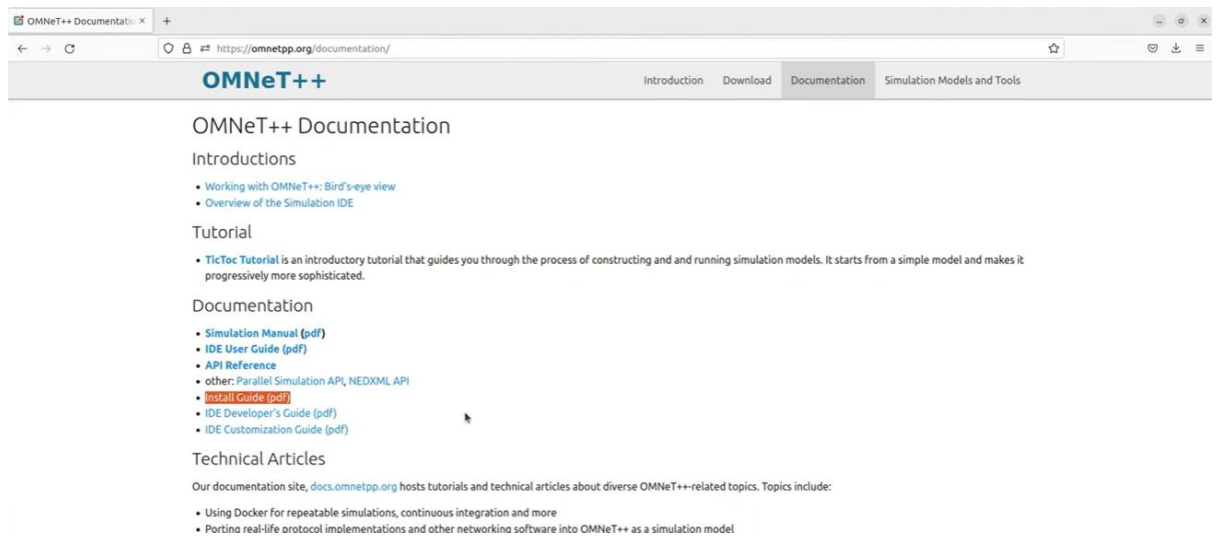 OMNeT++ Documentatio
https://omnetpp.org/documentation/
OMNeT++
Introduction Download Documentation Simulation Models and Tools
OMNeT++ Documentation
Introductions
• Working with OMNeT++: Bird's-eye view
• Overview of the Simulation IDE
Tutorial
• TicToc Tutorial is an introductory tutorial that guides you through the process of constructing and and running simulation models. It starts from a simple model and makes it
progressively more sophisticated.
Documentation
• Simulation Manual (pdf)
• IDE User Guide (pdf)
• API Reference
• other: Parallel Simulation API, NEDXML API
• Install Guide (pdf)
• IDE Developer's Guide (pdf)
• IDE Customization Guide (pdf)
Technical Articles
Our documentation site, docs.omnetpp.org hosts tutorials and technical articles about diverse OMNeT++-related topics. Topics include:
• Using Docker for repeatable simulations, continuous integration and more
• Porting real-life protocol implementations and other networking software into OMNeT++ as a simulation model